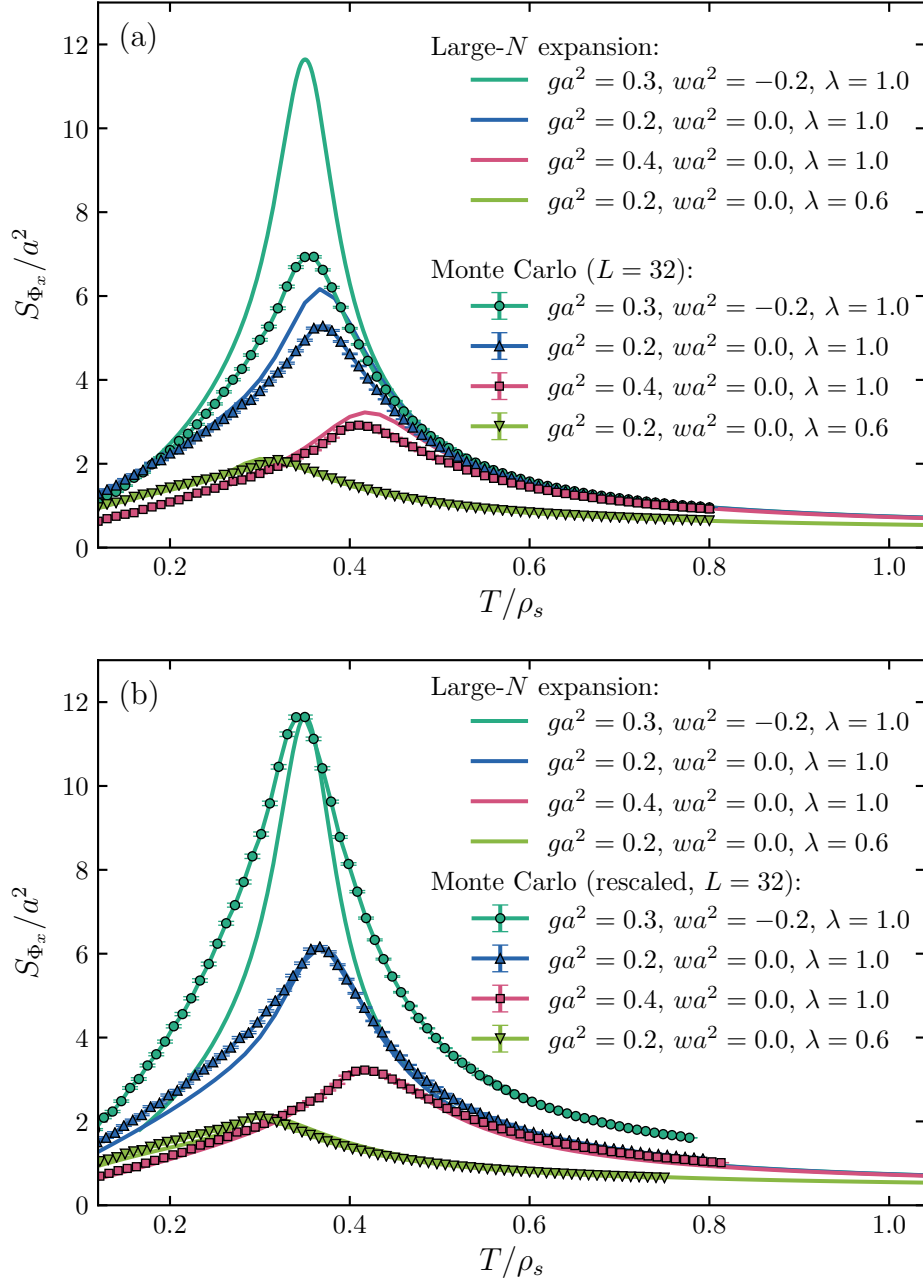 (a)
Large-N expansion:
ga² = 0.3, wa² = −0.2, λ = 1.0
ga² = 0.2, wa² = 0.0, λ = 1.0
ga² = 0.4, wa² = 0.0, λ = 1.0
ga² = 0.2, wa² = 0.0, λ = 0.6
Monte Carlo (L = 32):
ga² = 0.3, wa² = −0.2, λ = 1.0
ga² = 0.2, wa² = 0.0, λ = 1.0
ga² = 0.4, wa² = 0.0, λ = 1.0
ga² = 0.2, wa² = 0.0, λ = 0.6
S_{Φ_x}/a²
12
10
8
6
4
2
0
0.2 0.4 0.6 0.8 1.0
T/ρ_s
(b)
Large-N expansion:
ga² = 0.3, wa² = −0.2, λ = 1.0
ga² = 0.2, wa² = 0.0, λ = 1.0
ga² = 0.4, wa² = 0.0, λ = 1.0
ga² = 0.2, wa² = 0.0, λ = 0.6
Monte Carlo (rescaled, L = 32):
ga² = 0.3, wa² = −0.2, λ = 1.0
ga² = 0.2, wa² = 0.0, λ = 1.0
ga² = 0.4, wa² = 0.0, λ = 1.0
ga² = 0.2, wa² = 0.0, λ = 0.6
S_{Φ_x}/a²
12
10
8
6
4
2
0
0.2 0.4 0.6 0.8 1.0
T/ρ_s